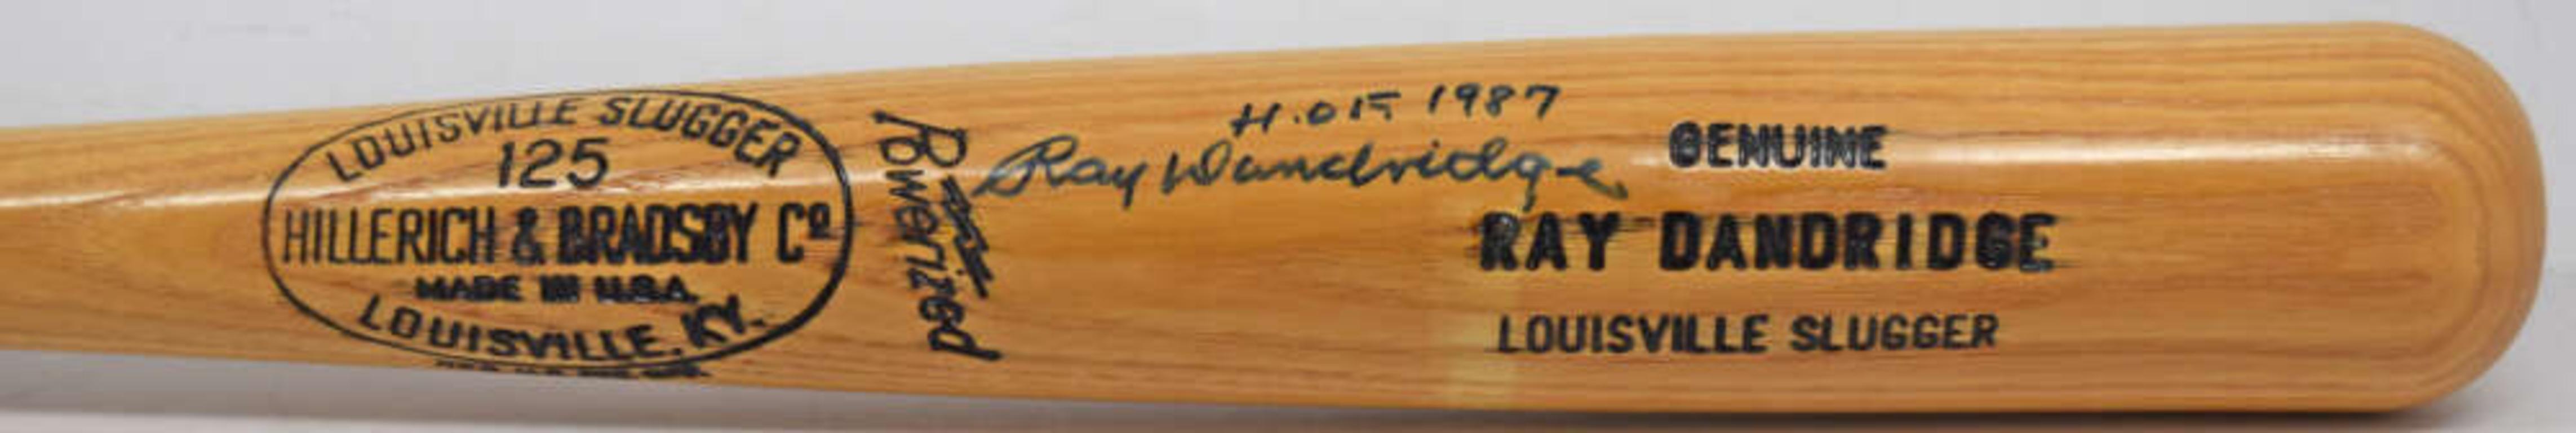 LOUISVILLE SLUGGER
125
HILLERICH & BRADSBY Cº
MADE IN U.S.A.
LOUISVILLE, KY.
Powerized
H.O.F. 1987
Ray Dandridge
GENUINE
RAY DANDRIDGE
LOUISVILLE SLUGGER